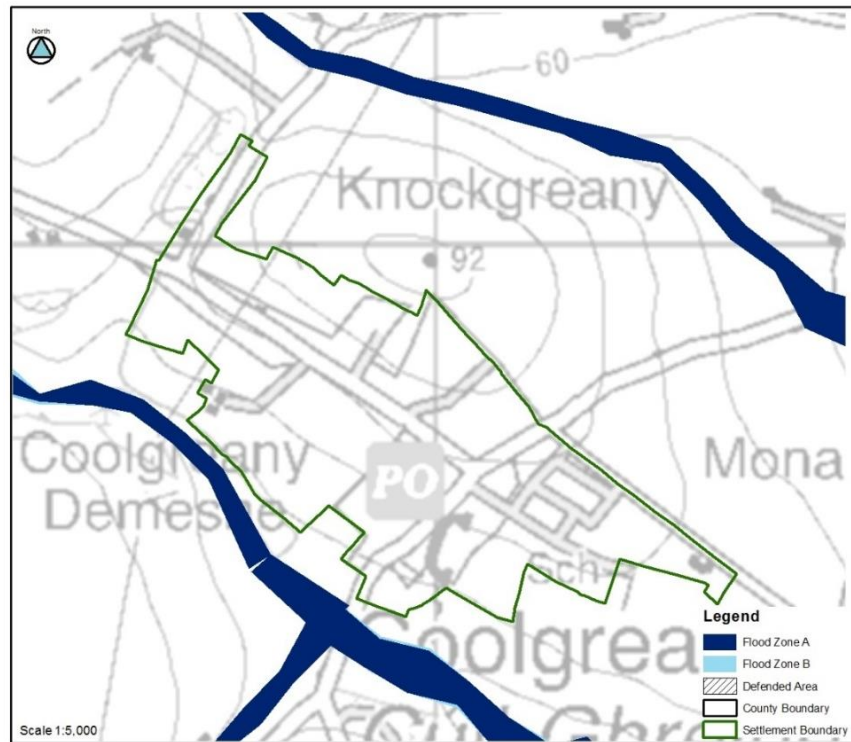 North
60
Knockgreany
92
Coolgreany
Demesne
PO
Mona
Sch
Coolgrea
Legend
Flood Zone A
Flood Zone B
Defended Area
County Boundary
Settlement Boundary
Scale 1:5,000